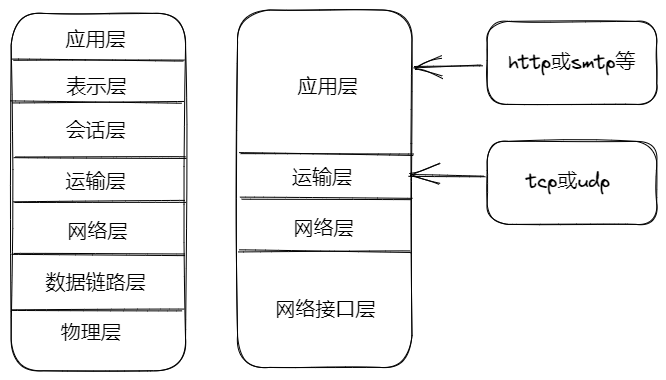 应用层
表示层
会话层
运输层
网络层
数据链路层
物理层
应用层
运输层
网络层
网络接口层
http或smtp等
tcp或udp